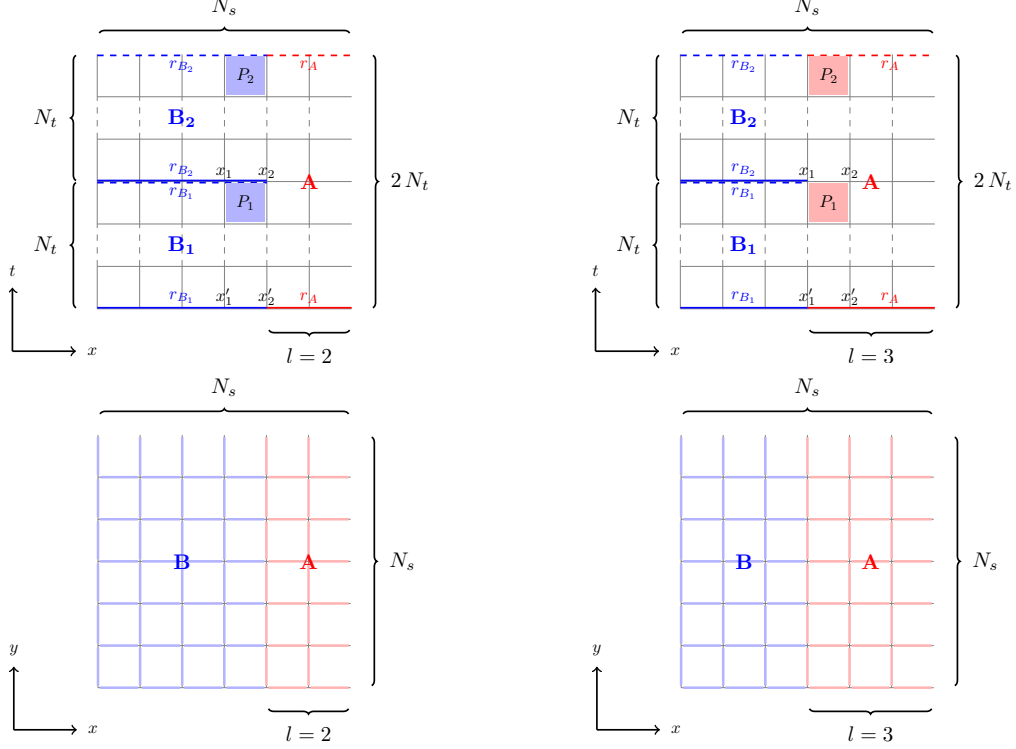 N_s
N_s
r_{B_2} P_2 r_A
r_{B_2} P_2 r_A
N_t B_2
N_t B_2
r_{B_2} x_1 x_2
r_{B_2} x_1 x_2
A 2 N_t
A 2 N_t
r_{B_1} P_1
r_{B_1} P_1
N_t B_1
N_t B_1
t r_{B_1} x'_1 x'_2 r_A
t r_{B_1} x'_1 x'_2 r_A
x l = 2
x l = 3
N_s
N_s
B A N_s
B A N_s
y
y
x l = 2
x l = 3